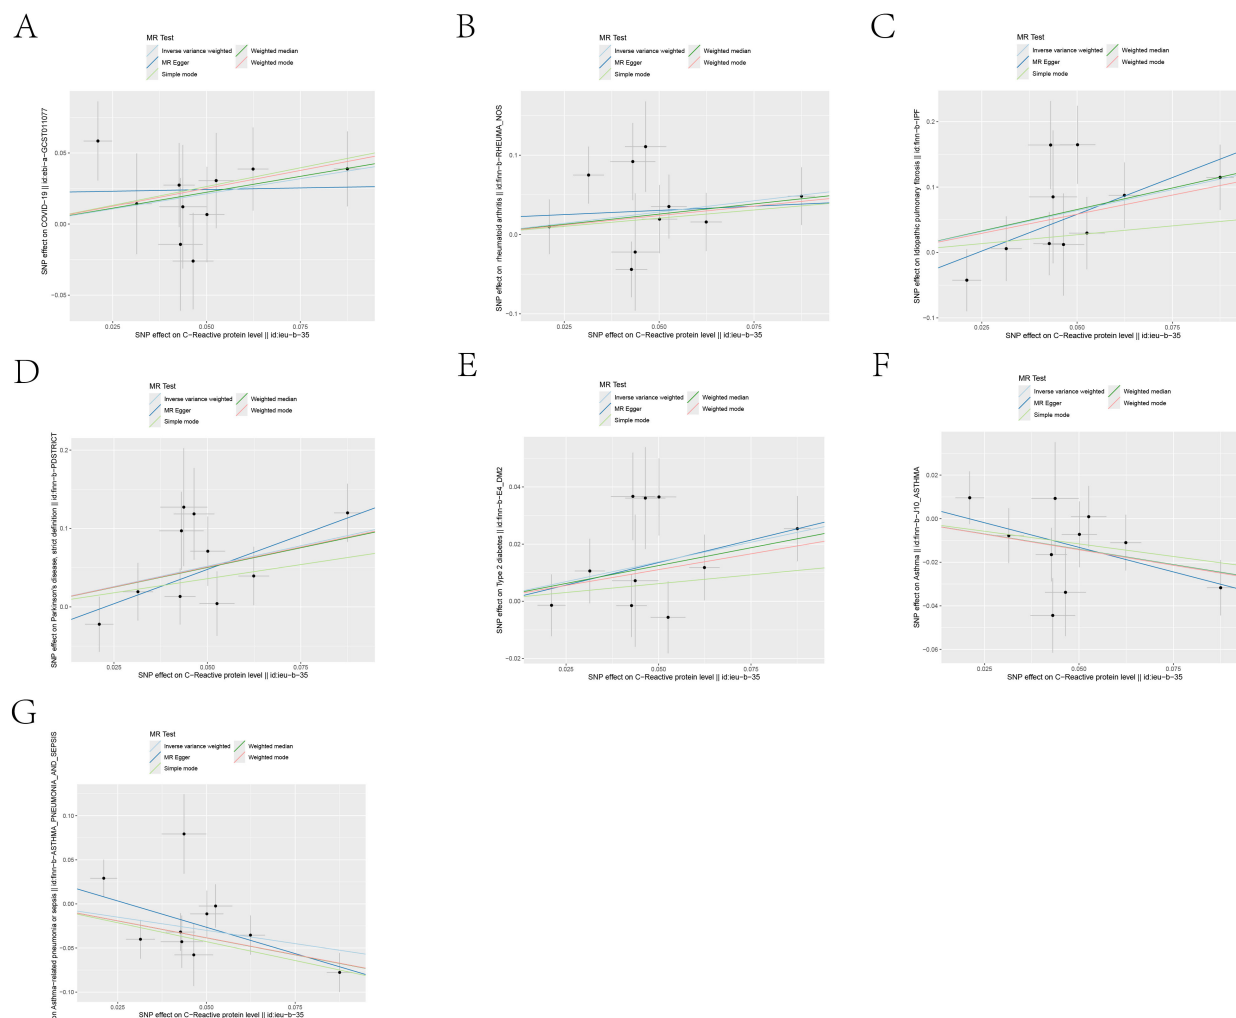 A
MR Test
Inverse variance weighted
Weighted median
MR Egger
Weighted mode
Simple mode
SNP effect on COVID−19 || id:ebi−a−GCST011077
0.05
0.00
−0.05
0.025
0.050
0.075
SNP effect on C−Reactive protein level || id:ieu−b−35
B
MR Test
Inverse variance weighted
Weighted median
MR Egger
Weighted mode
Simple mode
SNP effect on rheumatoid arthritis || id:finn−b−RHEUMA_NOS
0.1
0.0
−0.1
0.025
0.050
0.075
SNP effect on C−Reactive protein level || id:ieu−b−35
C
MR Test
Inverse variance weighted
Weighted median
MR Egger
Weighted mode
Simple mode
SNP effect on Idiopathic pulmonary fibrosis || id:finn−b−IPF
0.2
0.1
0.0
−0.1
0.025
0.050
0.075
SNP effect on C−Reactive protein level || id:ieu−b−35
D
MR Test
Inverse variance weighted
Weighted median
MR Egger
Weighted mode
Simple mode
SNP effect on Parkinson's disease, strict definition || id:finn−b−PDSTRICT
0.2
0.1
0.0
0.025
0.050
0.075
SNP effect on C−Reactive protein level || id:ieu−b−35
E
MR Test
Inverse variance weighted
Weighted median
MR Egger
Weighted mode
Simple mode
SNP effect on Type 2 diabetes || id:finn−b−E4_DM2
0.04
0.02
0.00
−0.02
0.025
0.050
0.075
SNP effect on C−Reactive protein level || id:ieu−b−35
F
MR Test
Inverse variance weighted
Weighted median
MR Egger
Weighted mode
Simple mode
SNP effect on Asthma || id:finn−b−J10_ASTHMA
0.02
0.00
−0.02
−0.04
−0.06
0.025
0.050
0.075
SNP effect on C−Reactive protein level || id:ieu−b−35
G
MR Test
Inverse variance weighted
Weighted median
MR Egger
Weighted mode
Simple mode
on Asthma−related pneumonia or sepsis || id:finn−b−ASTHMA_PNEUMONIA_AND_SEPSIS
0.10
0.05
0.00
−0.05
−0.10
0.025
0.050
0.075
SNP effect on C−Reactive protein level || id:ieu−b−35